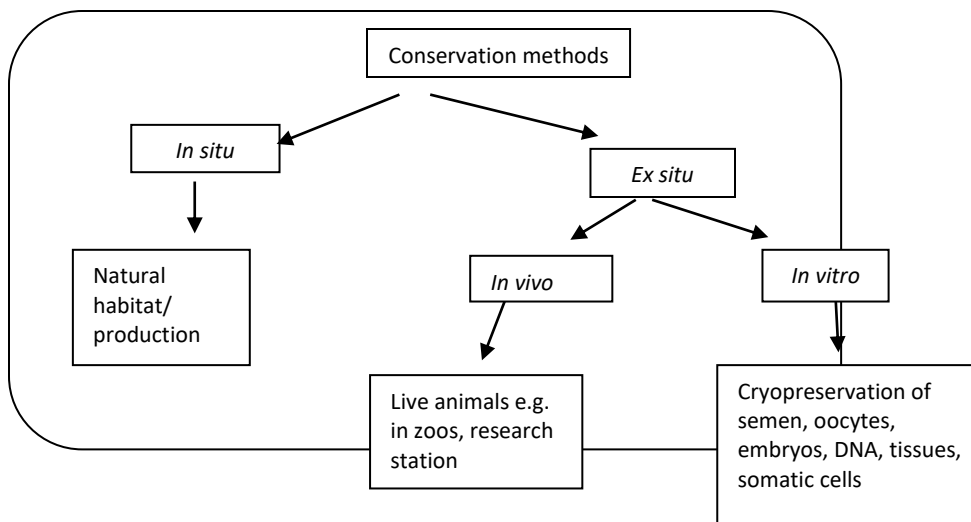 Conservation methods
In situ
Ex situ
Natural
habitat/
production
In vivo
In vitro
Live animals e.g.
in zoos, research
station
Cryopreservation of
semen, oocytes,
embryos, DNA, tissues,
somatic cells